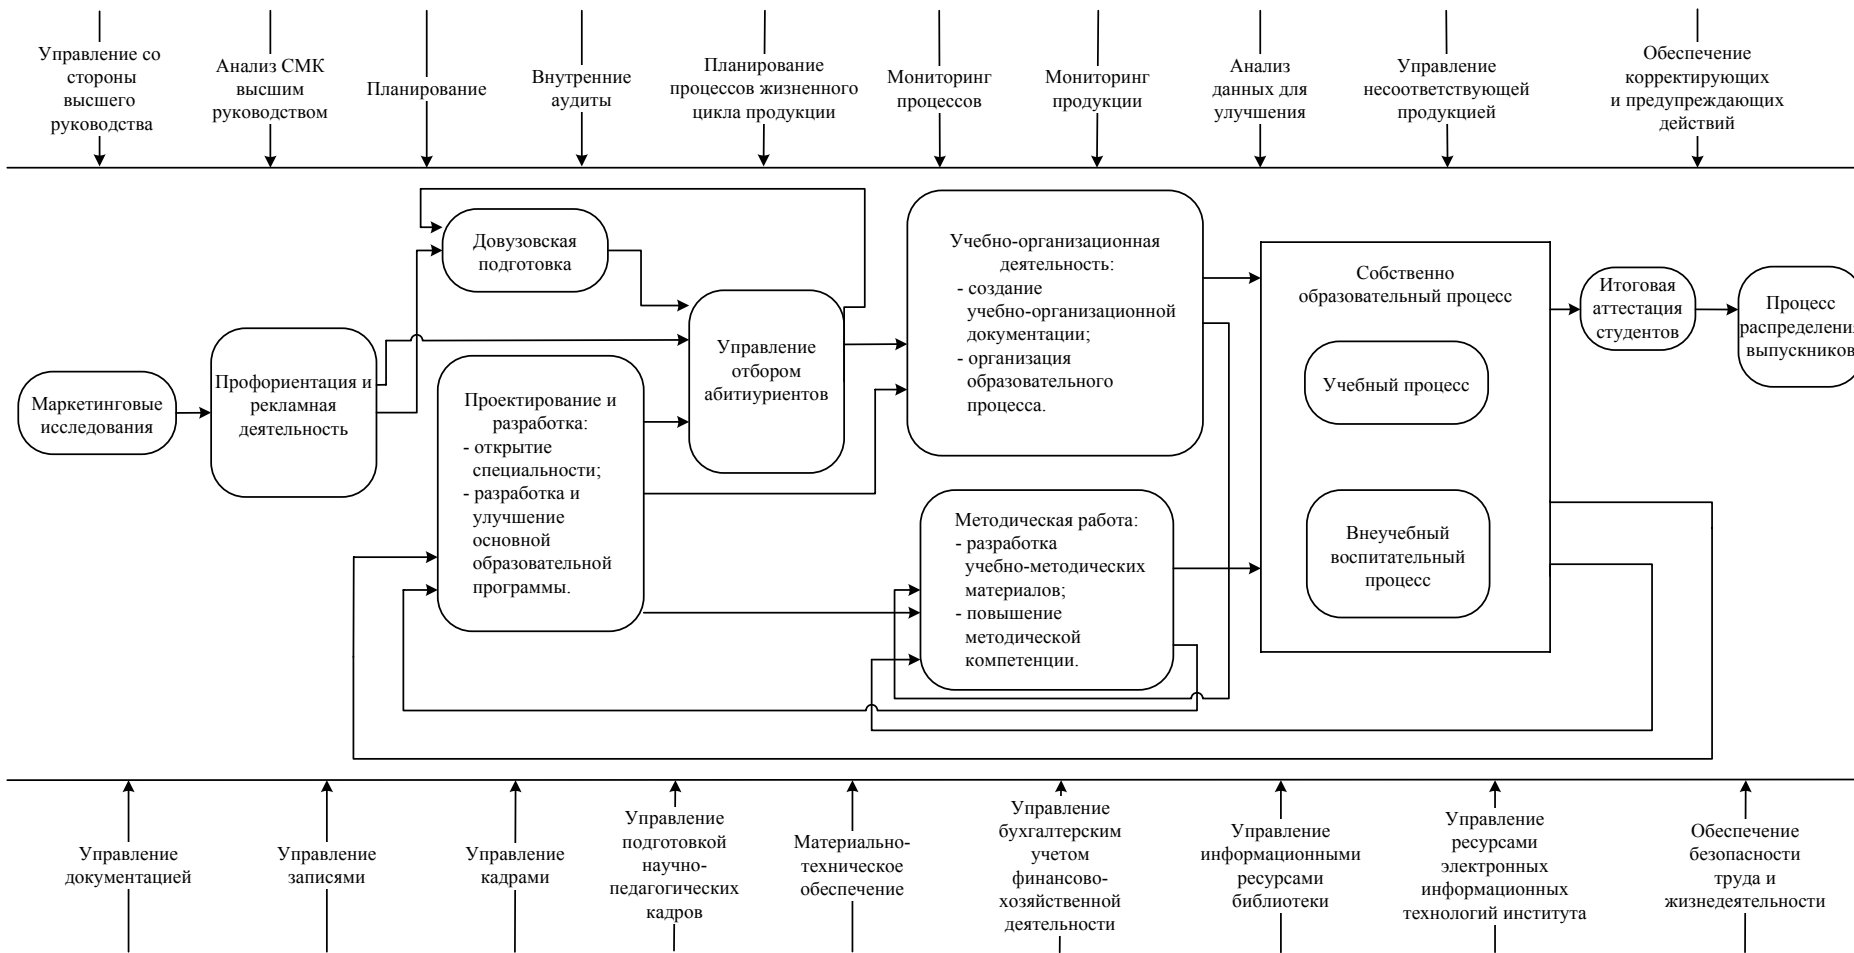 Управление со
стороны
высшего
руководства
Анализ СМК
высшим
руководством
Планирование
Внутренние
аудиты
Планирование
процессов жизненного
цикла продукции
Мониторинг
процессов
Мониторинг
продукции
Анализ
данных для
улучшения
Управление
несоответствующей
продукцией
Обеспечение
корректирующих
и предупреждающих
действий
Маркетинговые
исследования
Профориентация и
рекламная
деятельность
Довузовская
подготовка
Проектирование и
разработка:
- открытие
специальности;
- разработка и
улучшение
основной
образовательной
программы.
Управление
отбором
абитиуриентов
Учебно-организационная
деятельность:
- создание
учебно-организационной
документации;
- организация
образовательного
процесса.
Методическая работа:
- разработка
учебно-методических
материалов;
- повышение
методической
компетенции.
Собственно
образовательный процесс
Учебный процесс
Внеучебный
воспитательный
процесс
Итоговая
аттестация
студентов
Процесс
распределения
выпускников
Управление
документацией
Управление
записями
Управление
кадрами
Управление
подготовкой
научно-
педагогических
кадров
Материально-
техническое
обеспечение
Управление
бухгалтерским
учетом
финансово-
хозяйственной
деятельности
Управление
информационными
ресурсами
библиотеки
Управление
ресурсами
электронных
информационных
технологий института
Обеспечение
безопасности
труда и
жизнедеятельности